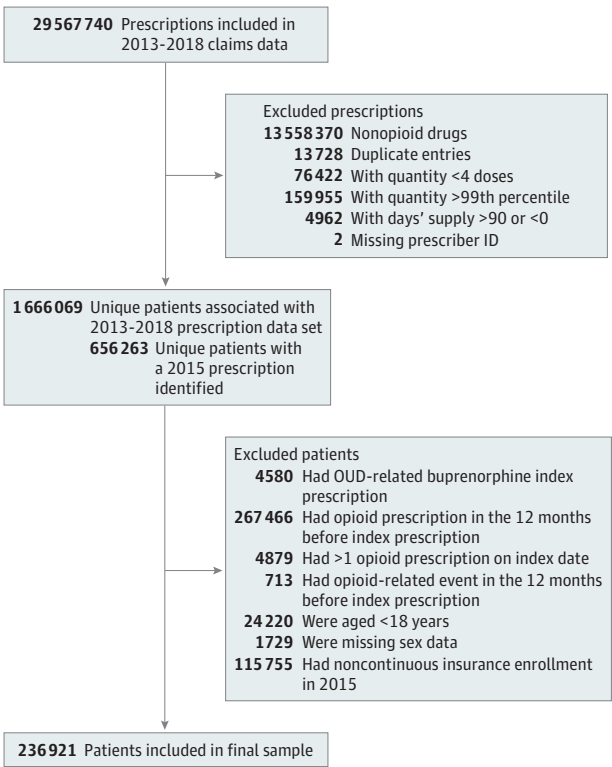 29 567 740 Prescriptions included in
2013-2018 claims data
Excluded prescriptions
13 558 370 Nonopioid drugs
13 728 Duplicate entries
76 422 With quantity <4 doses
159 955 With quantity >99th percentile
4962 With days' supply >90 or <0
2 Missing prescriber ID
1 666 069 Unique patients associated with
2013-2018 prescription data set
656 263 Unique patients with
a 2015 prescription
identified
Excluded patients
4580 Had OUD-related buprenorphine index
prescription
267 466 Had opioid prescription in the 12 months
before index prescription
4879 Had >1 opioid prescription on index date
713 Had opioid-related event in the 12 months
before index prescription
24 220 Were aged <18 years
1729 Were missing sex data
115 755 Had noncontinuous insurance enrollment
in 2015
236 921 Patients included in final sample